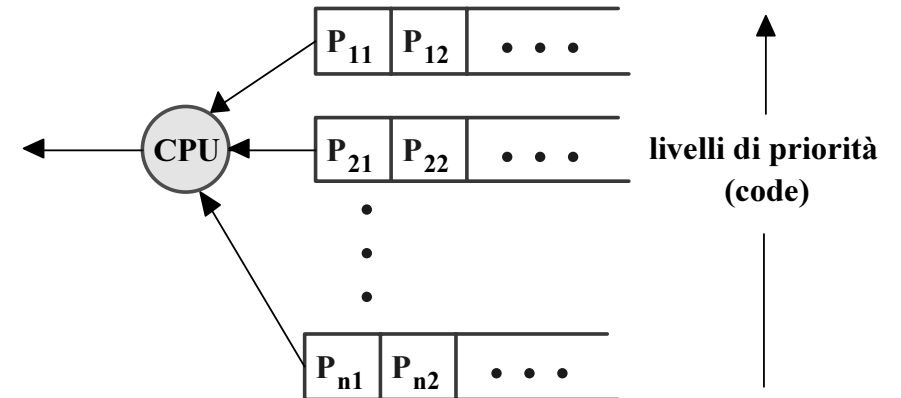 P11 P12 • • •
CPU
P21 P22 • • •
livelli di priorità
(code)
Pn1 Pn2 • • •